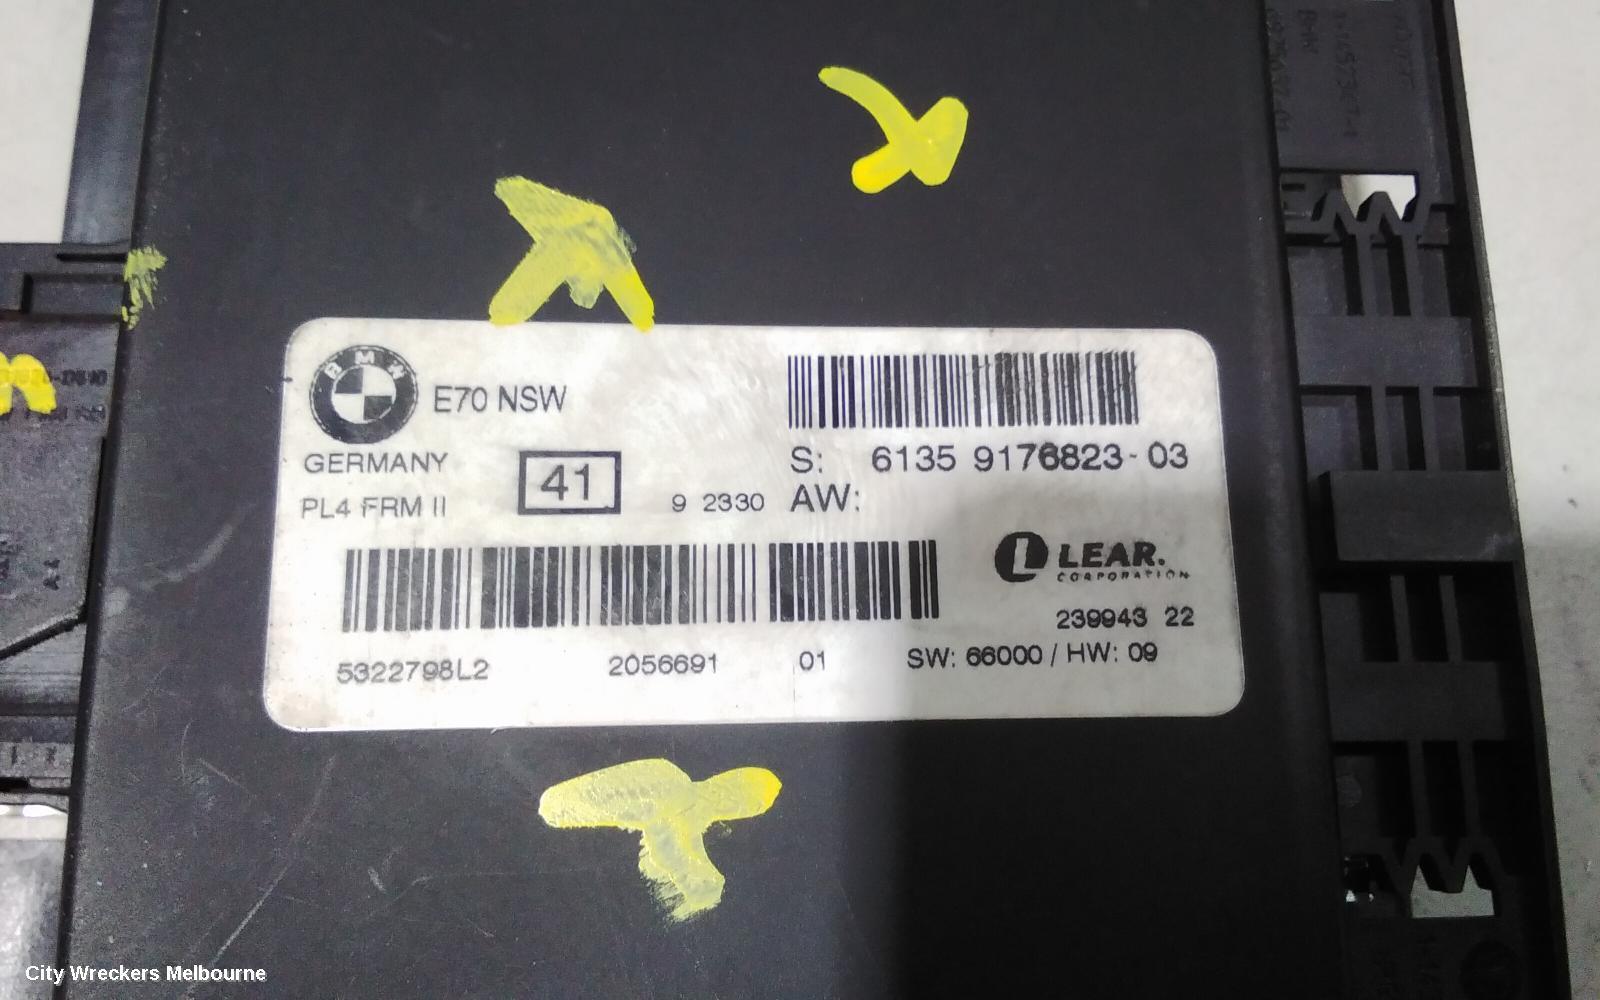 BMW
E70 NSW
GERMANY
PL4 FRM II
41
9 2330
S: 6135 9176823-03
AW:
LEAR.
CORPORATION
239943 22
5322798L2 2056691 01 SW: 66000 / HW: 09
City Wreckers Melbourne